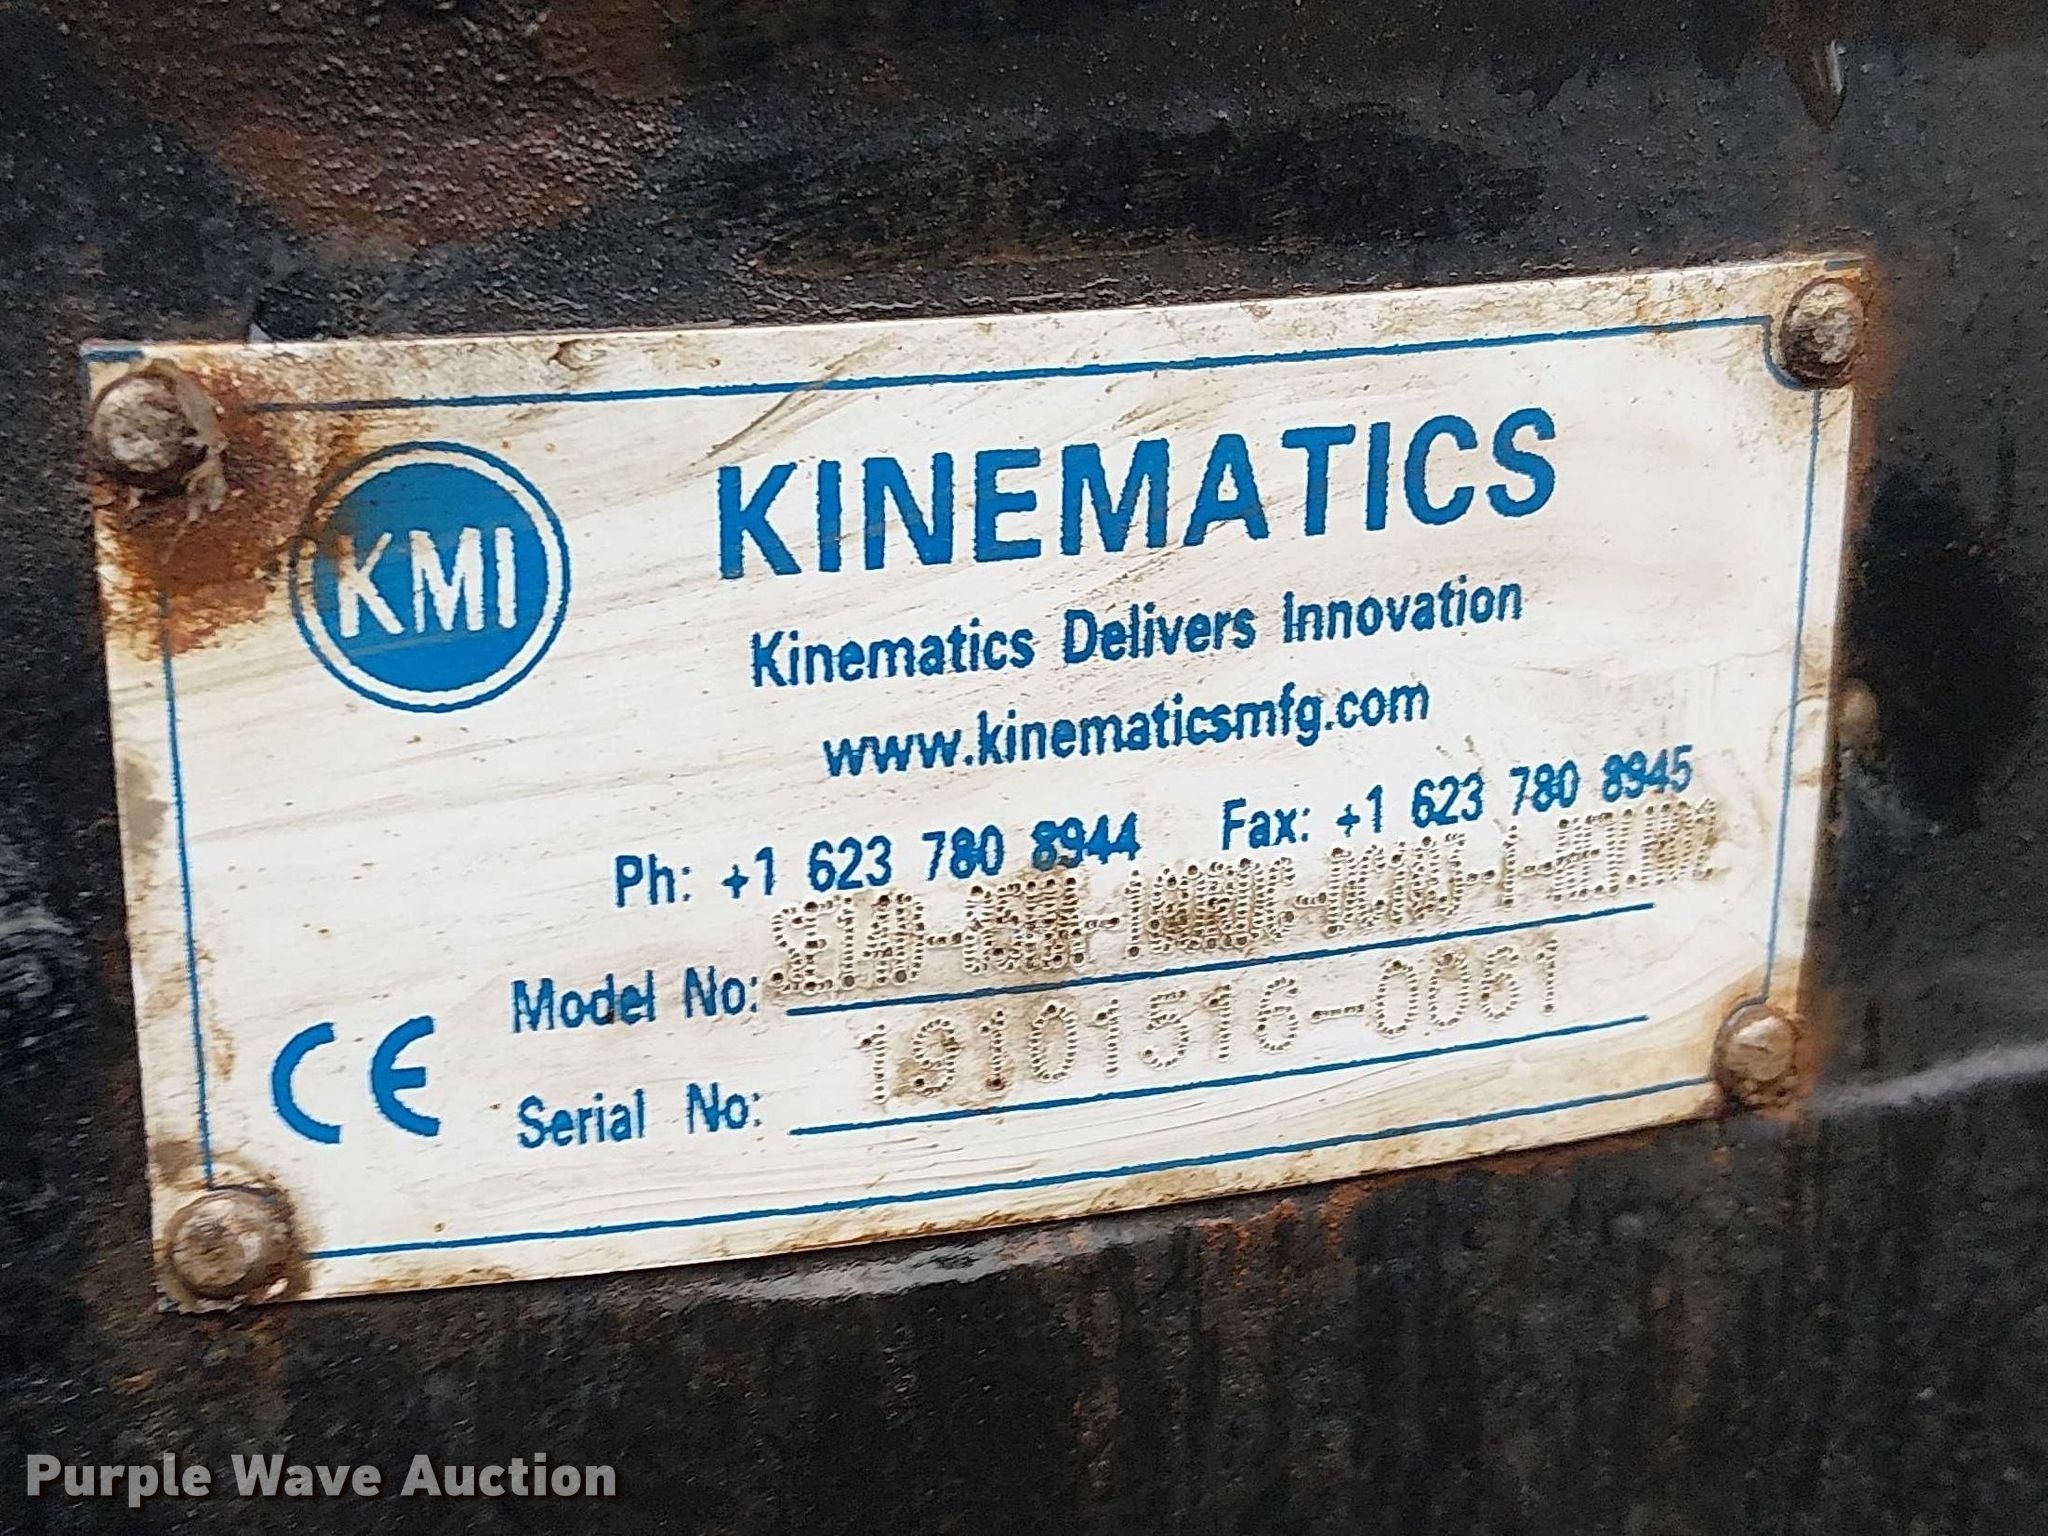 KMI
KINEMATICS
Kinematics Delivers Innovation
www.kinematicsmfg.com
Ph: +1 623 780 8944 Fax: +1 623 780 8945
Model No:
Serial No: 19101516-0061
CE
Purple Wave Auction